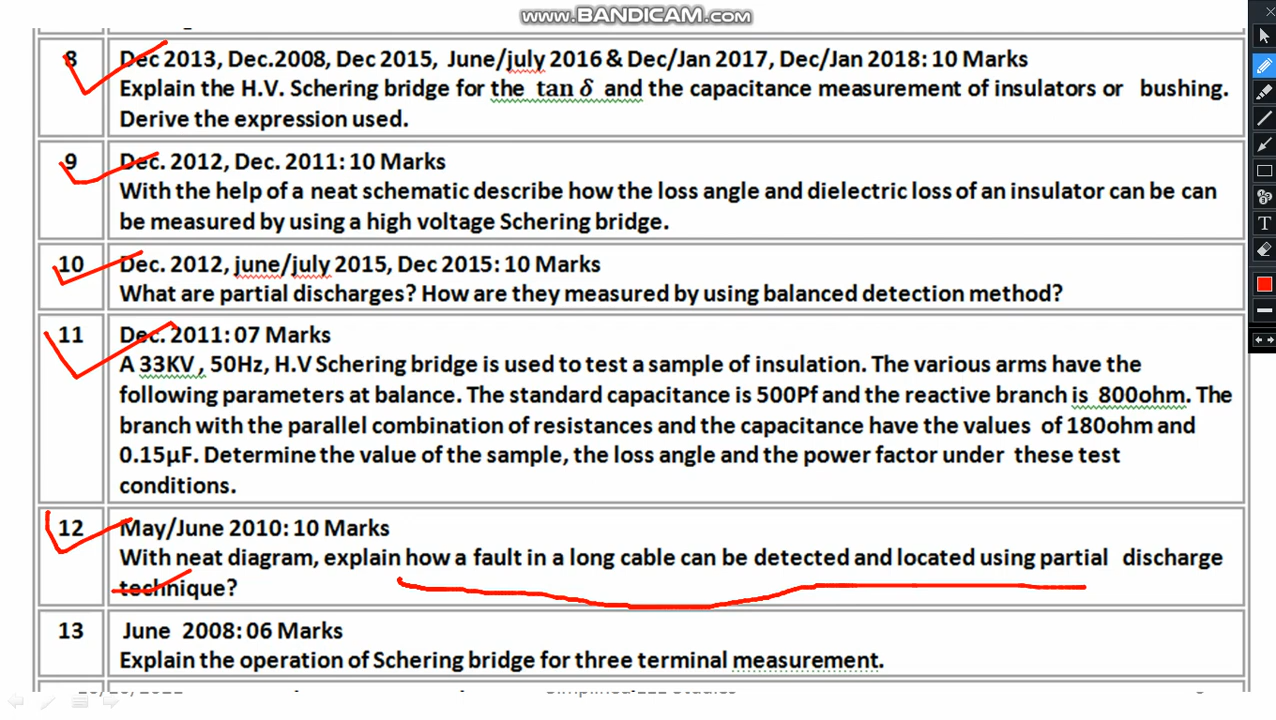 www.BANDICAM.com
8
Dec 2013, Dec.2008, Dec 2015, June/july 2016 & Dec/Jan 2017, Dec/Jan 2018: 10 Marks
Explain the H.V. Schering bridge for the tan δ and the capacitance measurement of insulators or bushing.
Derive the expression used.
9
Dec. 2012, Dec. 2011: 10 Marks
With the help of a neat schematic describe how the loss angle and dielectric loss of an insulator can be can
be measured by using a high voltage Schering bridge.
10
Dec. 2012, june/july 2015, Dec 2015: 10 Marks
What are partial discharges? How are they measured by using balanced detection method?
11
Dec. 2011: 07 Marks
A 33KV, 50Hz, H.V Schering bridge is used to test a sample of insulation. The various arms have the
following parameters at balance. The standard capacitance is 500Pf and the reactive branch is 800ohm. The
branch with the parallel combination of resistances and the capacitance have the values of 180ohm and
0.15µF. Determine the value of the sample, the loss angle and the power factor under these test
conditions.
12
May/June 2010: 10 Marks
With neat diagram, explain how a fault in a long cable can be detected and located using partial discharge
technique?
13
June 2008: 06 Marks
Explain the operation of Schering bridge for three terminal measurement.
T